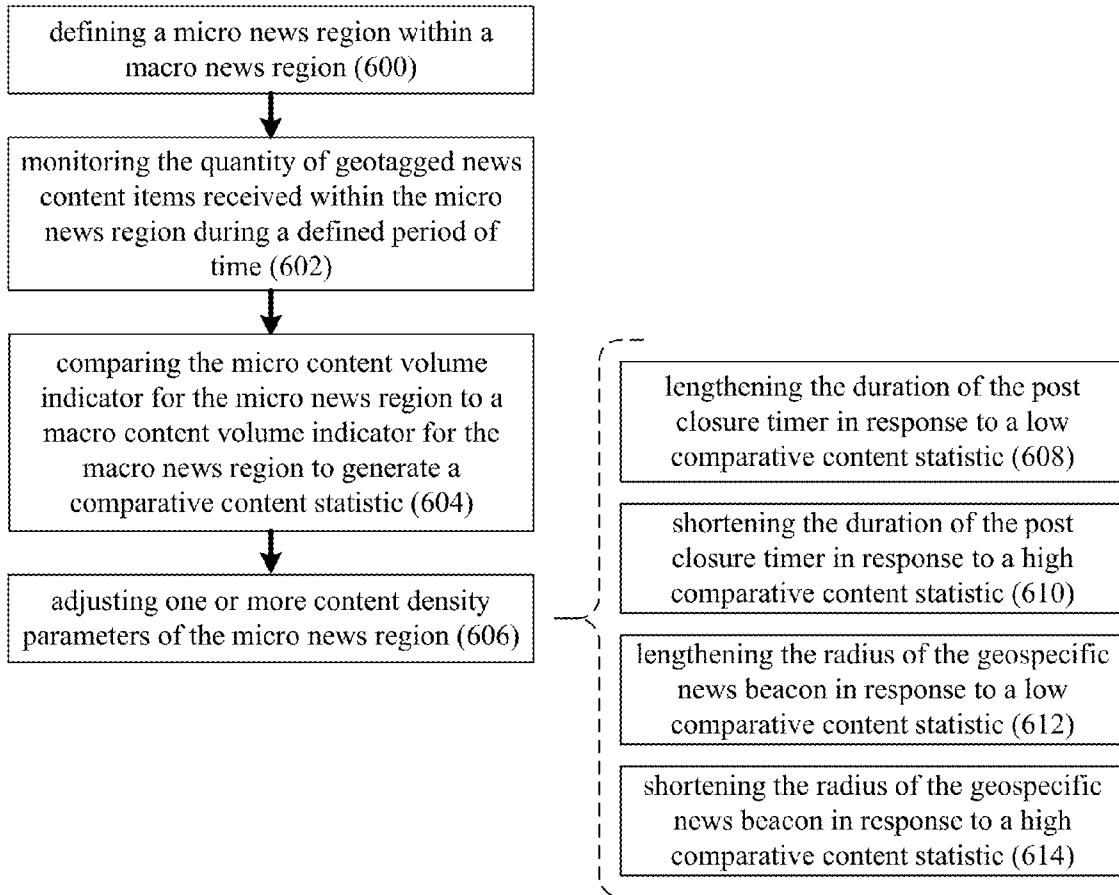 defining a micro news region within a
macro news region (600)
monitoring the quantity of geotagged news
content items received within the micro
news region during a defined period of
time (602)
comparing the micro content volume
indicator for the micro news region to a
macro content volume indicator for the
macro news region to generate a
comparative content statistic (604)
adjusting one or more content density
parameters of the micro news region (606)
lengthening the duration of the post
closure timer in response to a low
comparative content statistic (608)
shortening the duration of the post
closure timer in response to a high
comparative content statistic (610)
lengthening the radius of the geospecific
news beacon in response to a low
comparative content statistic (612)
shortening the radius of the geospecific
news beacon in response to a high
comparative content statistic (614)